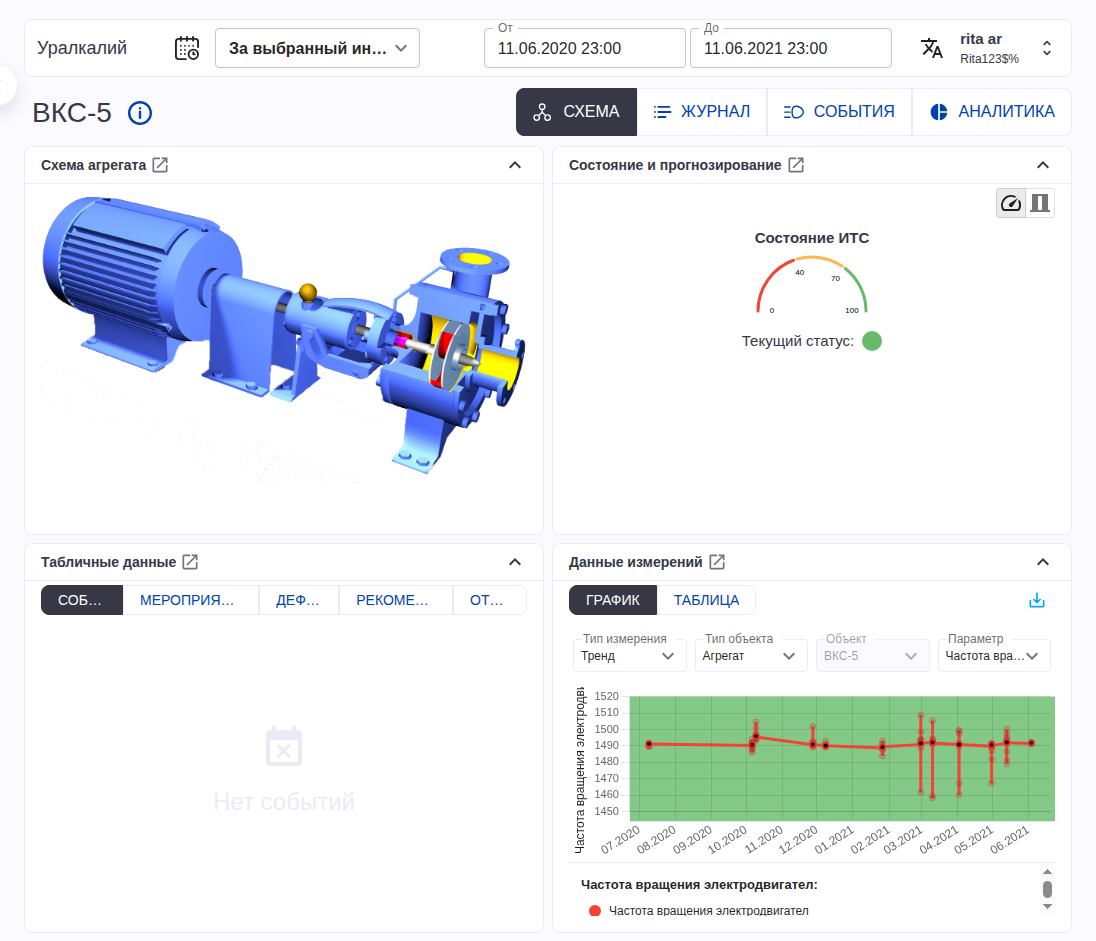 Уралкалий
За выбранный ин...
От
11.06.2020 23:00
До
11.06.2021 23:00
rita ar
Rita123$%
ВКС-5
СХЕМА
ЖУРНАЛ
СОБЫТИЯ
АНАЛИТИКА
Схема агрегата
Состояние и прогнозирование
Состояние ИТС
0
40
70
100
Текущий статус:
Табличные данные
СОБ...
МЕРОПРИЯ...
ДЕФ...
РЕКОМЕ...
ОТ...
Нет событий
Данные измерений
ГРАФИК
ТАБЛИЦА
Тип измерения
Тренд
Тип объекта
Агрегат
Объект
ВКС-5
Параметр
Частота вра...
Частота вращения электродви
1520
1510
1500
1490
1480
1470
1460
1450
07.2020
08.2020
09.2020
10.2020
11.2020
12.2020
01.2021
02.2021
03.2021
04.2021
05.2021
06.2021
Частота вращения электродвигател:
Частота вращения электродвигател